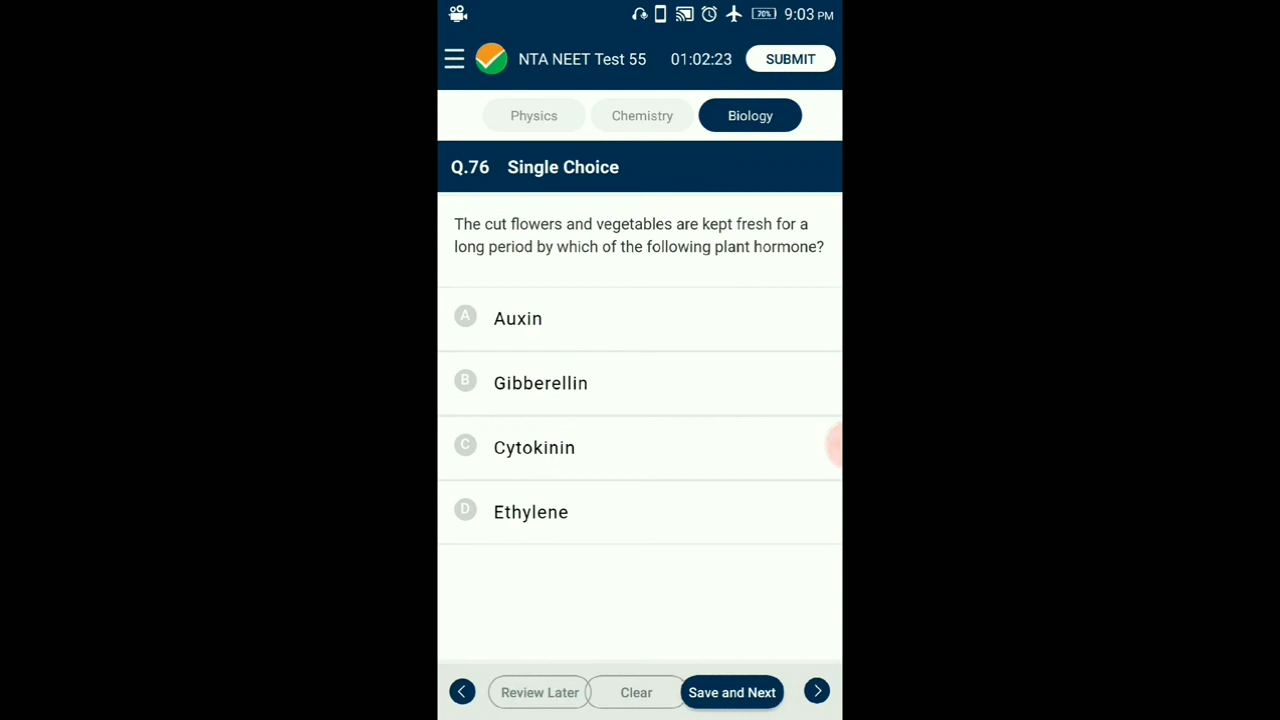 70% 9:03 PM
NTA NEET Test 55 01:02:23 SUBMIT
Physics Chemistry Biology
Q.76 Single Choice
The cut flowers and vegetables are kept fresh for a
long period by which of the following plant hormone?
A Auxin
B Gibberellin
C Cytokinin
D Ethylene
Review Later Clear Save and Next